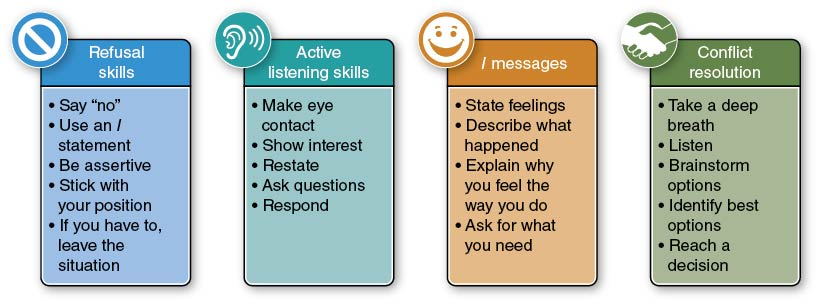 Refusal
skills
• Say “no”
• Use an I
statement
• Be assertive
• Stick with
your position
• If you have to,
leave the
situation
Active
listening skills
• Make eye
contact
• Show interest
• Restate
• Ask questions
• Respond
I messages
• State feelings
• Describe what
happened
• Explain why
you feel the
way you do
• Ask for what
you need
Conflict
resolution
• Take a deep
breath
• Listen
• Brainstorm
options
• Identify best
options
• Reach a
decision